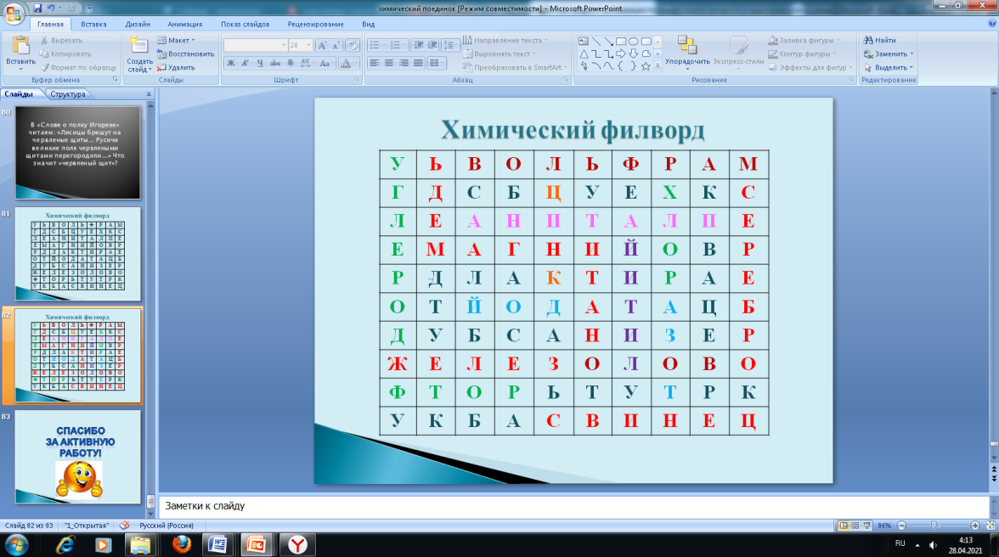 химический поединок [Режим совместимости] - Microsoft PowerPoint
Главная Вставка Дизайн Анимация Показ слайдов Рецензирование Вид
Вставить
Вырезать
Копировать
Формат по образцу
Буфер обмена
Создать слайд
Макет
Восстановить
Удалить
Слайды
28
Ж К Ч abe S AV Aa A
Шрифт
Направление текста
Выровнять текст
Преобразовать в SmartArt
Абзац
Упорядочить
Экспресс-стили
Заливка фигуры
Контур фигуры
Эффекты для фигур
Рисование
Найти
Заменить
Выделить
Редактирование
Слайды Структура
80
В «Слове о полку Игореве»
читаем: «Лисицы брешут на
червленые щиты... Русичи
великие поля червлеными
щитами перегородили...» Что
значит «червленый щит»?
81
Химический филворд
82
Химический филворд
83
СПАСИБО
ЗА АКТИВНУЮ
РАБОТУ!
Химический филворд
У Ь В О Л Ь Ф Р А М
Г Д С Б Ц У Е Х К С
Л Е А Н И Т А Л П Е
Е М А Г Н И Й О В Р
Р Д Л А К Т И Р А Е
О Т Й О Д А Т А Ц Б
Д У Б С А Н И З Е Р
Ж Е Л Е З О Л О В О
Ф Т О Р Ь Т У Т Р К
У К Б А С В И Н Е Ц
Заметки к слайду
Слайд 82 из 83 "1_Открытая" Русский (Россия) 86%
RU 4:13
28.04.2021